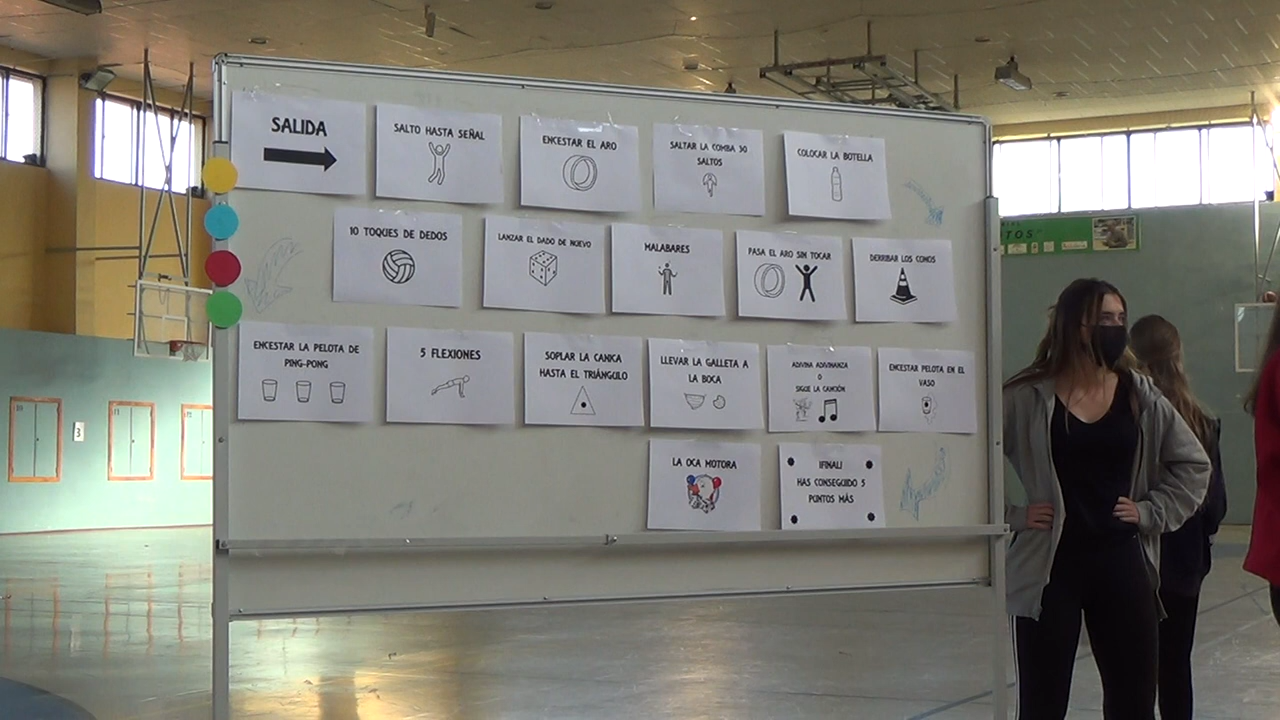 SALIDA
SALTO HASTA SEÑAL
ENCESTAR EL ARO
SALTAR LA COMBA 30
SALTOS
COLOCAR LA BOTELLA
10 TOQUES DE DEDOS
LANZAR EL DADO DE NUEVO
MALABARES
PASA EL ARO SIN TOCAR
DERRIBAR LOS CONOS
ENCESTAR LA PELOTA DE
PING-PONG
5 FLEXIONES
SOPLAR LA CANICA
HASTA EL TRIÁNGULO
LLEVAR LA GALLETA A
LA BOCA
ADIVINA ADIVINANZA
O
SIGUE LA CANCIÓN
ENCESTAR PELOTA EN EL
VASO
LA OCA MOTORA
¡FINAL!
HAS CONSEGUIDO 5
PUNTOS MÁS
3